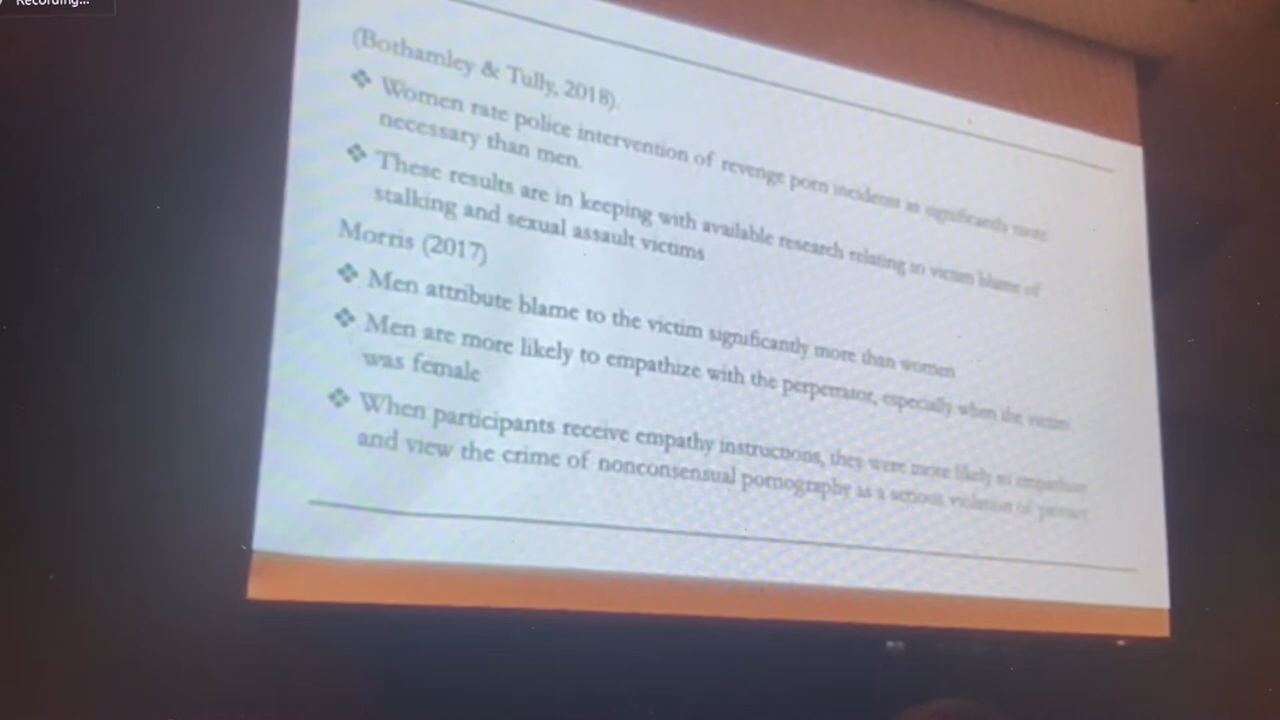 Recording...
(Bothamley & Tully, 2018).
❖ Women rate police intervention of revenge porn incidents as significantly more
necessary than men.
❖ These results are in keeping with available research relating to victim blame of
stalking and sexual assault victims
Morris (2017)
❖ Men attribute blame to the victim significantly more than women
❖ Men are more likely to empathize with the perpetrator, especially when the victim
was female
❖ When participants receive empathy instructions, they were more likely to empathize
and view the crime of nonconsensual pornography as a serious violation of privacy